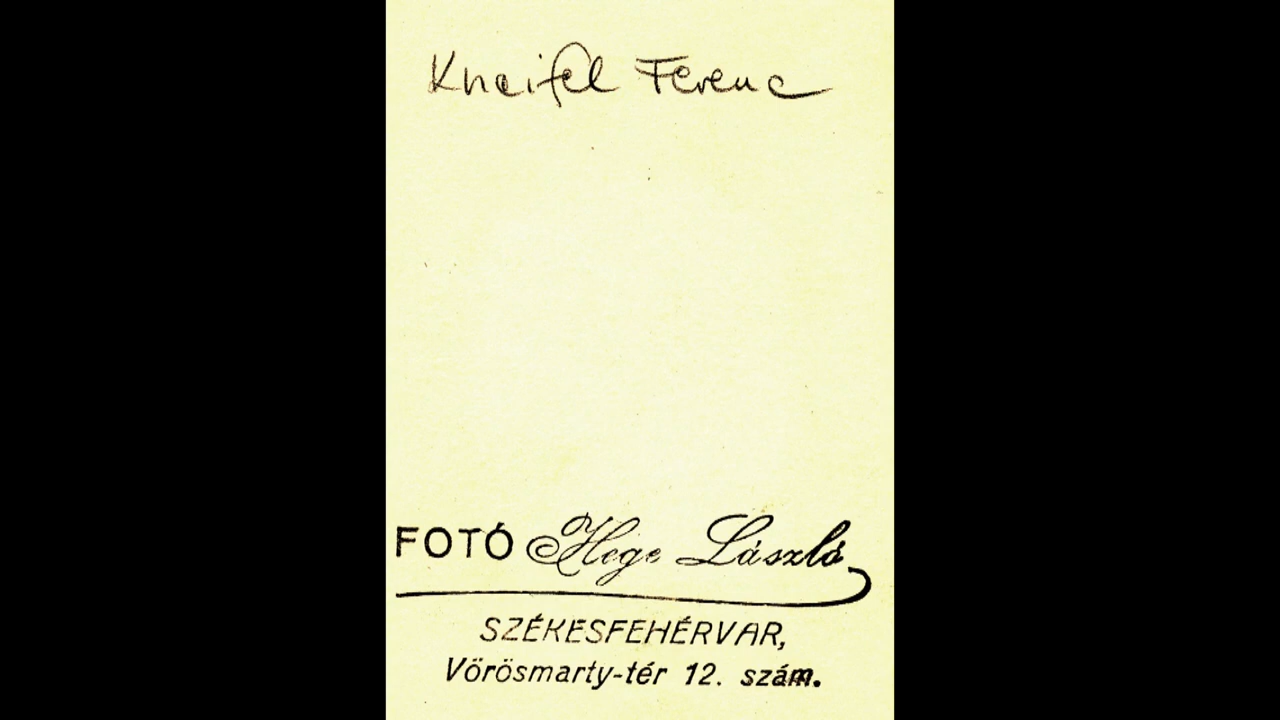 Kneifel Ferenc
FOTÓ Hege László
SZÉKESFEHÉRVAR,
Vörösmarty-tér 12. szám.